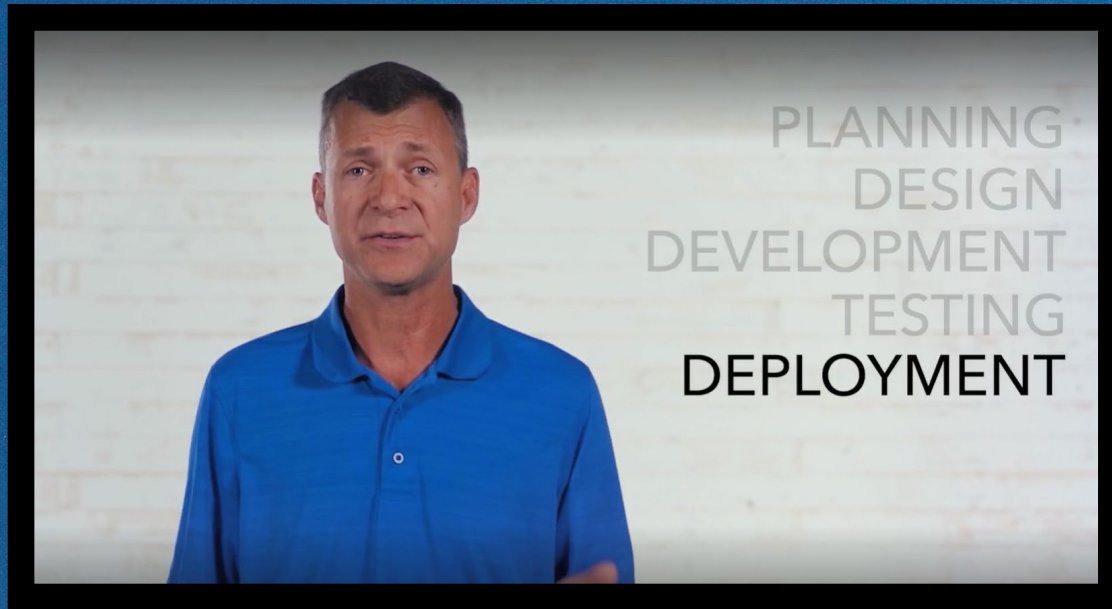 PLANNING
DESIGN
DEVELOPMENT
TESTING
DEPLOYMENT